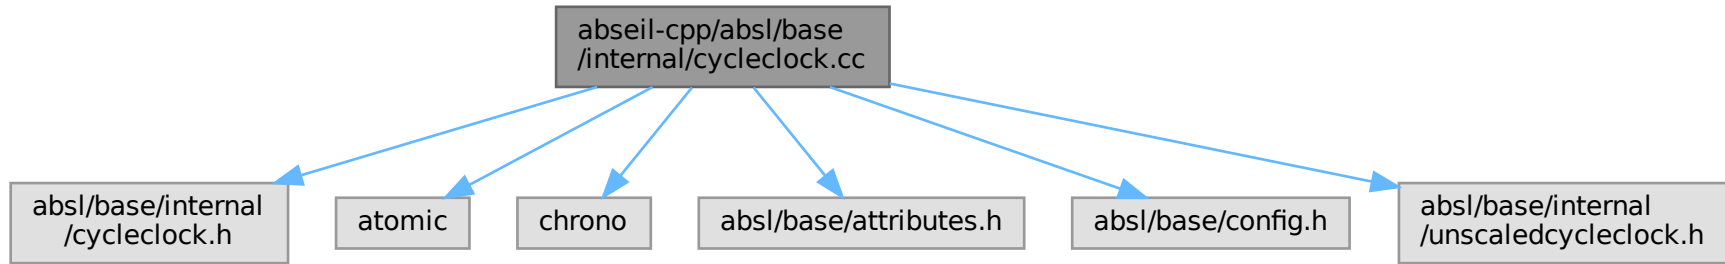 abseil-cpp/absl/base
/internal/cycleclock.cc
absl/base/internal
/cycleclock.h
atomic
chrono
absl/base/attributes.h
absl/base/config.h
absl/base/internal
/unscaledcycleclock.h